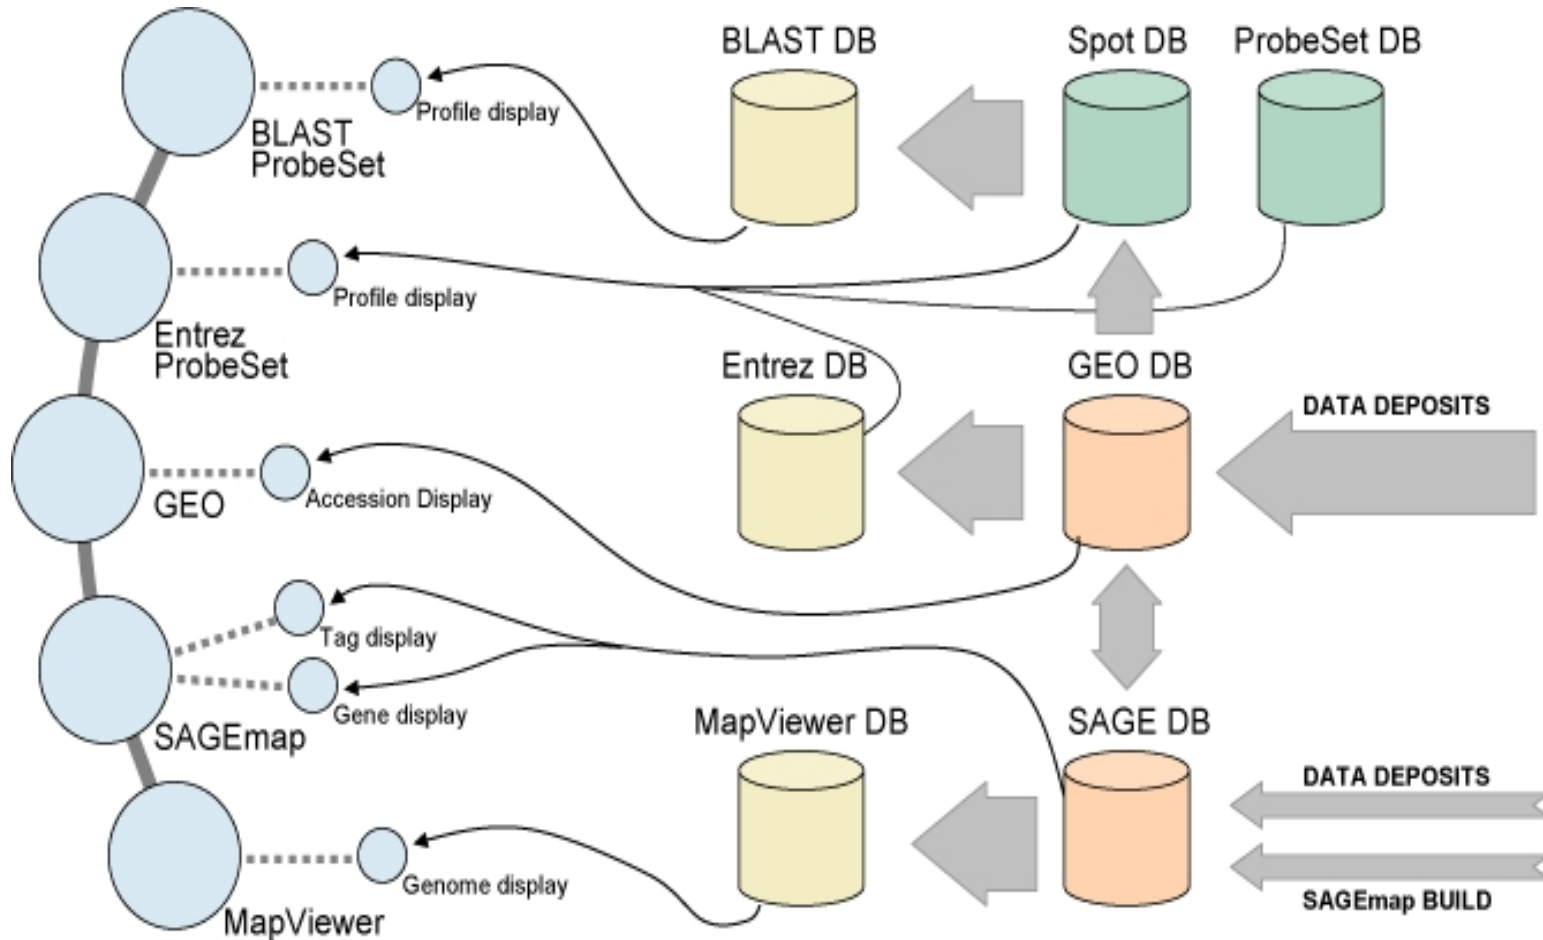 BLAST DB
Spot DB
ProbeSet DB
Profile display
BLAST
ProbeSet
Profile display
Entrez
ProbeSet
Entrez DB
GEO DB
DATA DEPOSITS
GEO
Accession Display
Tag display
Gene display
SAGEmap
MapViewer DB
SAGE DB
DATA DEPOSITS
Genome display
SAGEmap BUILD
MapViewer